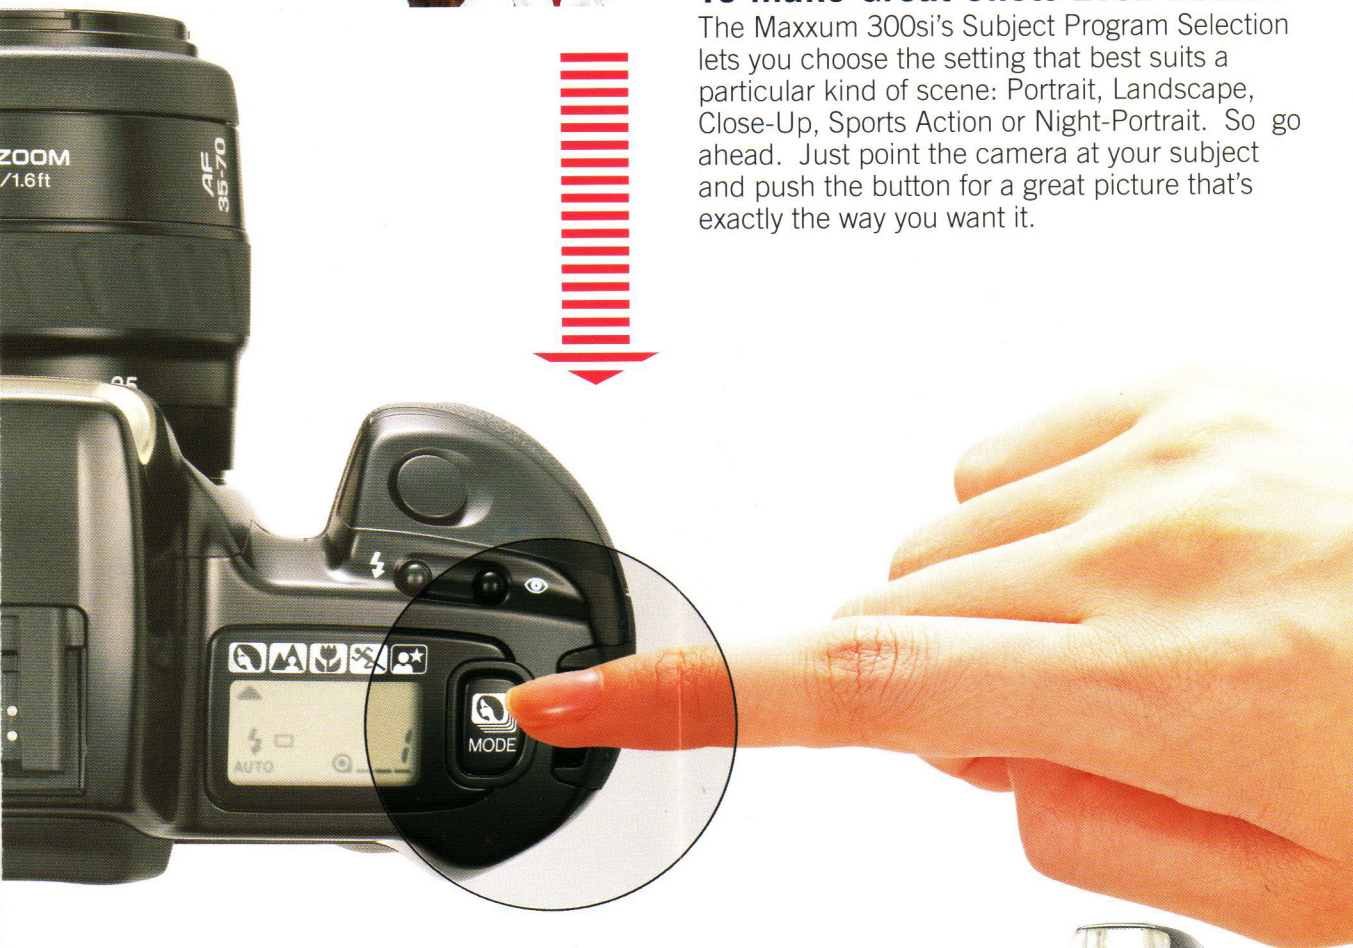 The Maxxum 300si's Subject Program Selection
lets you choose the setting that best suits a
particular kind of scene: Portrait, Landscape,
Close-Up, Sports Action or Night-Portrait. So go
ahead. Just point the camera at your subject
and push the button for a great picture that's
exactly the way you want it.
ZOOM
/1.6ft
AF
35-70
MODE
AUTO
1